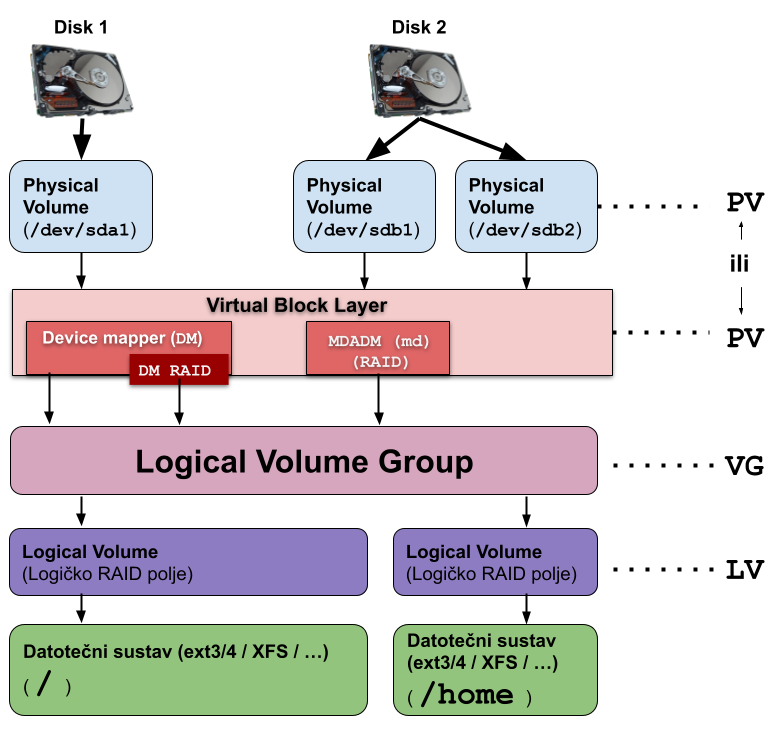 Disk 1
Disk 2
Physical
Volume
(/dev/sda1)
Physical
Volume
(/dev/sdb1)
Physical
Volume
(/dev/sdb2)
PV
ili
Virtual Block Layer
Device mapper (DM)
DM RAID
MDADM (md)
(RAID)
PV
Logical Volume Group
VG
Logical Volume
(Logičko RAID polje)
Logical Volume
(Logičko RAID polje)
LV
Datotečni sustav (ext3/4 / XFS / …)
( / )
Datotečni sustav
(ext3/4 / XFS / …)
( /home )